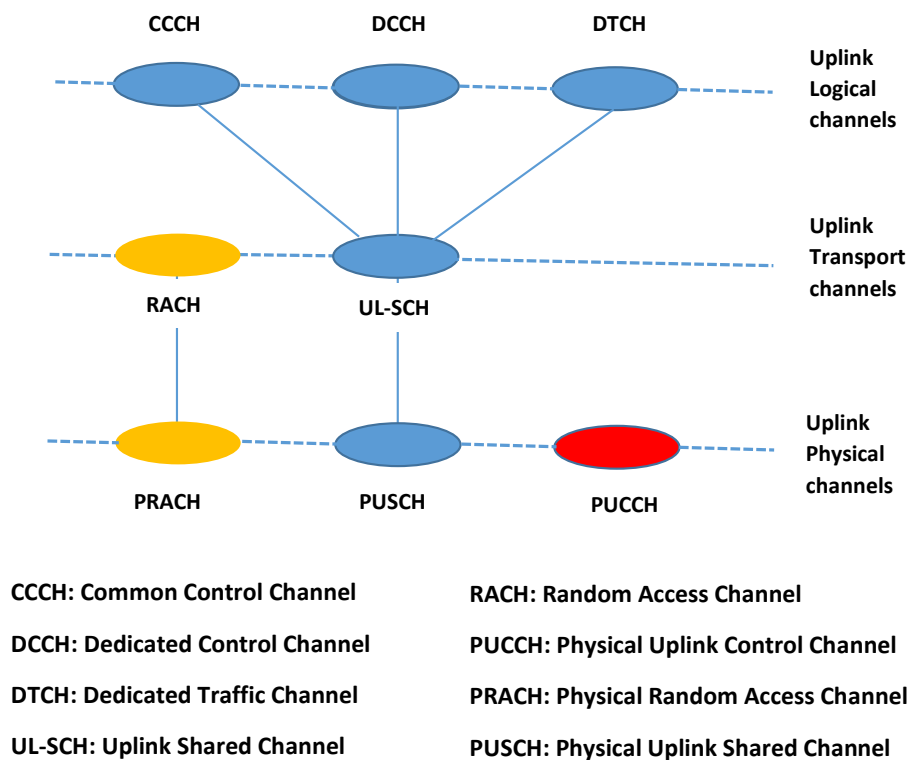 CCCH DCCH DTCH
Uplink
Logical
channels
Uplink
Transport
channels
RACH UL-SCH
Uplink
Physical
channels
PRACH PUSCH PUCCH
CCCH: Common Control Channel
RACH: Random Access Channel
DCCH: Dedicated Control Channel
PUCCH: Physical Uplink Control Channel
DTCH: Dedicated Traffic Channel
PRACH: Physical Random Access Channel
UL-SCH: Uplink Shared Channel
PUSCH: Physical Uplink Shared Channel